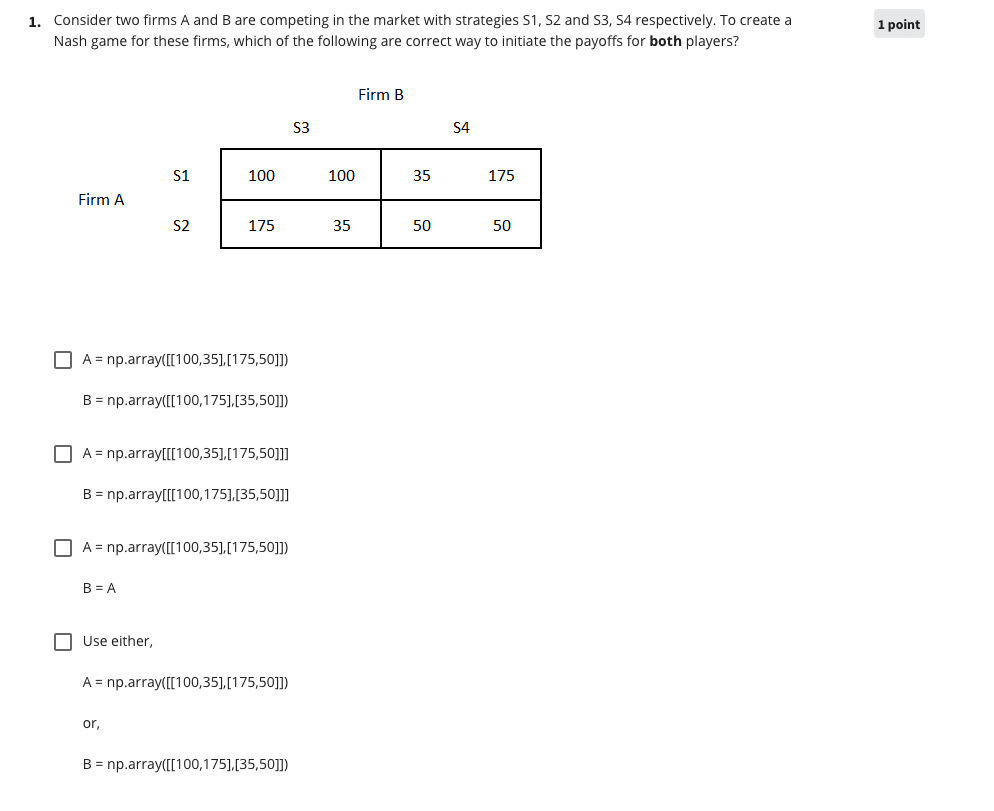 1. Consider two firms A and B are competing in the market with strategies S1, S2 and S3, S4 respectively. To create a
1 point
Nash game for these firms, which of the following are correct way to initiate the payoffs for both players?
Firm B
S3 S4
S1 100 100 35 175
Firm A
S2 175 35 50 50
A = np.array([[100,35],[175,50]])
B = np.array([[100,175],[35,50]])
A = np.array[[[100,35],[175,50]]]
B = np.array[[[100,175],[35,50]]]
A = np.array([[100,35],[175,50]])
B = A
Use either,
A = np.array([[100,35],[175,50]])
or,
B = np.array([[100,175],[35,50]])